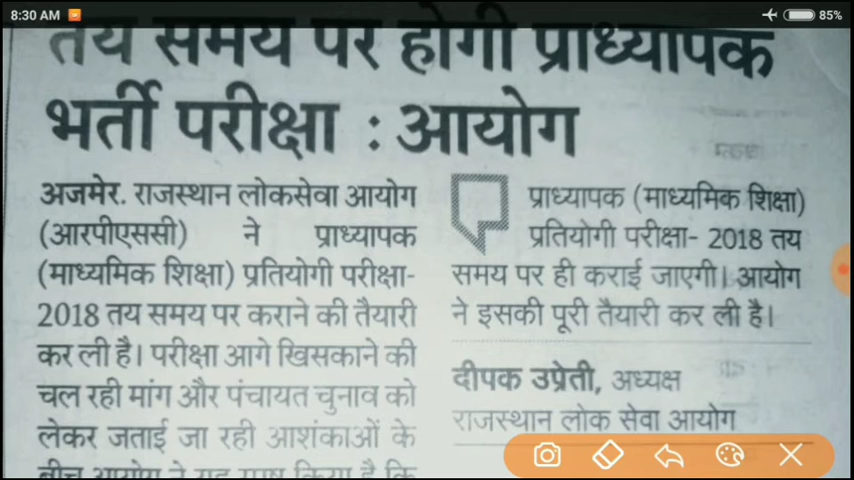 8:30 AM
85%
तय समय पर होगी प्राध्यापक
भर्ती परीक्षा : आयोग
अजमेर. राजस्थान लोकसेवा आयोग
(आरपीएससी) ने प्राध्यापक
(माध्यमिक शिक्षा) प्रतियोगी परीक्षा-
2018 तय समय पर कराने की तैयारी
कर ली है। परीक्षा आगे खिसकाने की
चल रही मांग और पंचायत चुनाव को
लेकर जताई जा रही आशंकाओं के
बीच आयोग ने यह स्पष्ट किया है कि
प्राध्यापक (माध्यमिक शिक्षा)
प्रतियोगी परीक्षा- 2018 तय
समय पर ही कराई जाएगी। आयोग
ने इसकी पूरी तैयारी कर ली है।
दीपक उप्रेती, अध्यक्ष
राजस्थान लोक सेवा आयोग